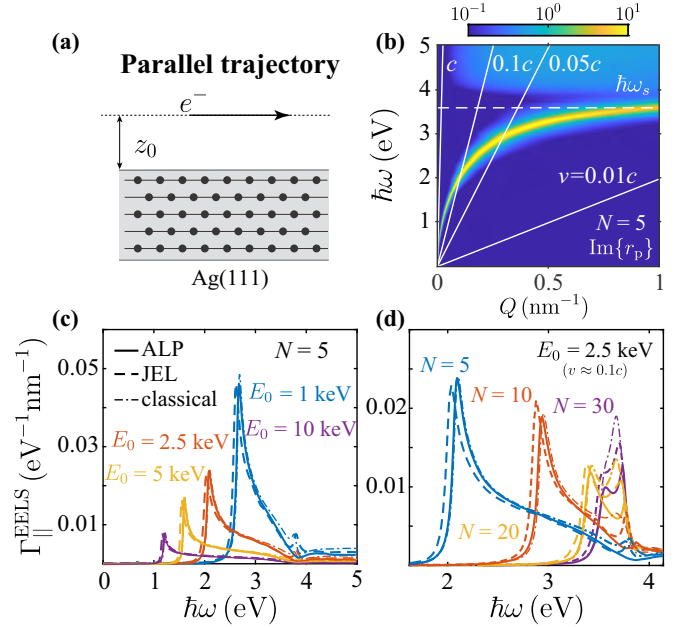 (a)
Parallel trajectory
e⁻
z₀
Ag(111)
(b)
10⁻¹ 10⁰ 10¹
5
4
3
2
1
ħω (eV)
c
0.1c
0.05c
ħωₛ
v=0.01c
N = 5
Im{rₚ}
0 0.5 1
Q (nm⁻¹)
(c)
ALP
JEL
classical
N = 5
E₀ = 1 keV
E₀ = 10 keV
E₀ = 2.5 keV
E₀ = 5 keV
0.05
0.03
0.01
Γ∥^EELS (eV⁻¹nm⁻¹)
0 1 2 3 4 5
ħω (eV)
(d)
E₀ = 2.5 keV
(v ≈ 0.1c)
N = 5
N = 10
N = 30
N = 20
0.02
0.01
2 3 4
ħω (eV)